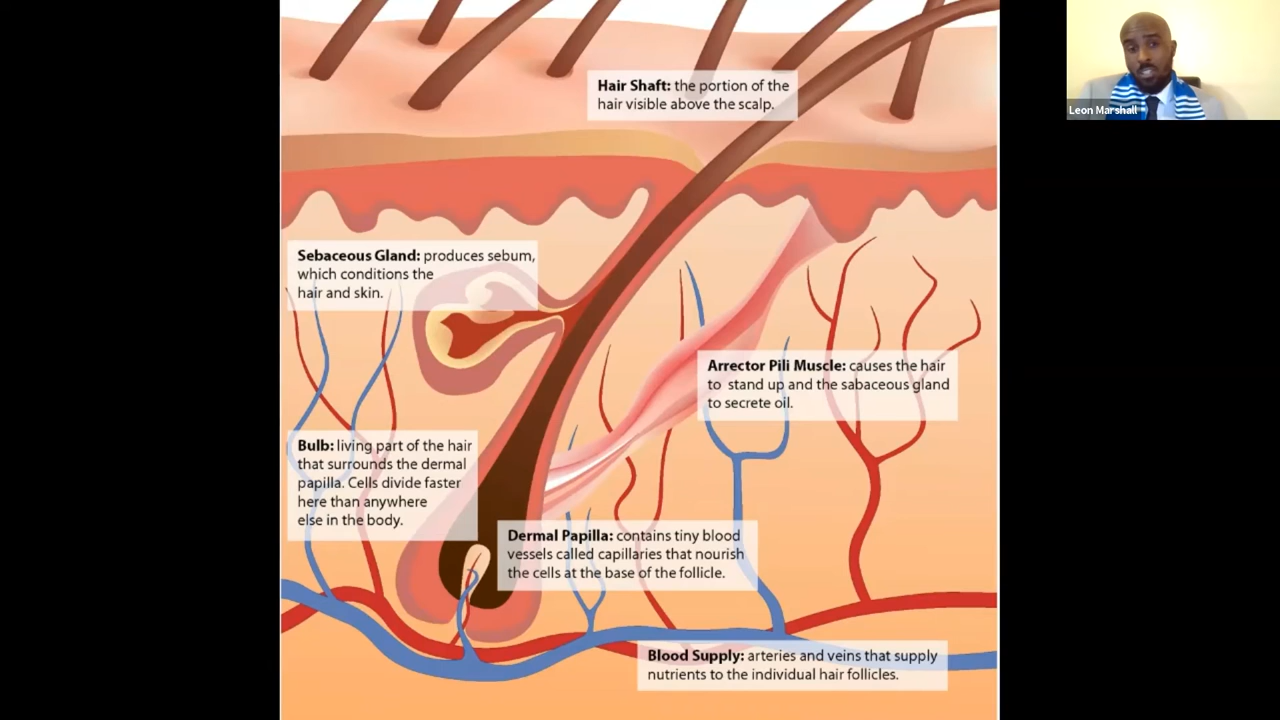 Hair Shaft: the portion of the
hair visible above the scalp.
Leon Marshall
Sebaceous Gland: produces sebum,
which conditions the
hair and skin.
Arrector Pili Muscle: causes the hair
to stand up and the sabaceous gland
to secrete oil.
Bulb: living part of the hair
that surrounds the dermal
papilla. Cells divide faster
here than anywhere
else in the body.
Dermal Papilla: contains tiny blood
vessels called capillaries that nourish
the cells at the base of the follicle.
Blood Supply: arteries and veins that supply
nutrients to the individual hair follicles.